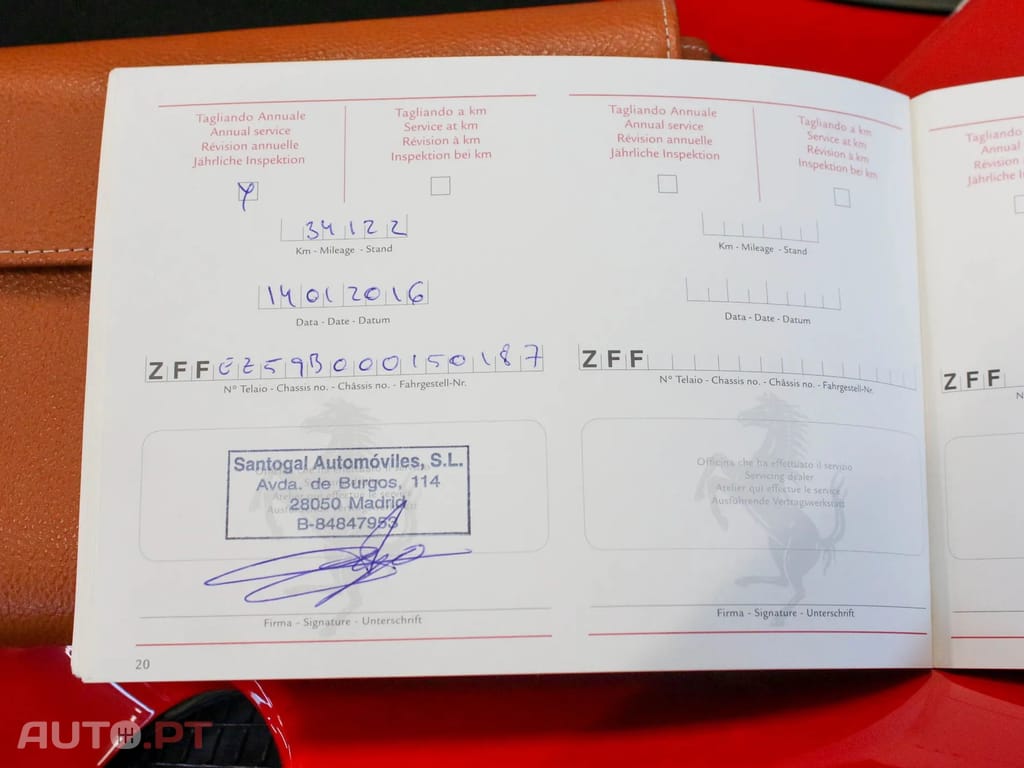 Tagliando Annuale
Annual service
Révision annuelle
Jährliche Inspektion
Tagliando a km
Service at km
Révision à km
Inspektion bei km
34122
Km - Mileage - Stand
14012016
Data - Date - Datum
ZFFEZ59B000150187
N° Telaio - Chassis no. - Châssis no. - Fahrgestell-Nr.
Santogal Automóviles, S.L.
Avda. de Burgos, 114
28050 Madrid
B-84847953
Firma - Signature - Unterschrift
20
Tagliando Annuale
Annual service
Révision annuelle
Jährliche Inspektion
Tagliando a km
Service at km
Révision à km
Inspektion bei km
Km - Mileage - Stand
Data - Date - Datum
ZFF
N° Telaio - Chassis no. - Châssis no. - Fahrgestell-Nr.
Officina che ha effettuato il servizio
Servicing dealer
Atelier qui effectue le service
Ausführende Vertragswerkstatt
Firma - Signature - Unterschrift
Tagliando
Annual
Révision
Jährliche
ZFF
AUTO.PT